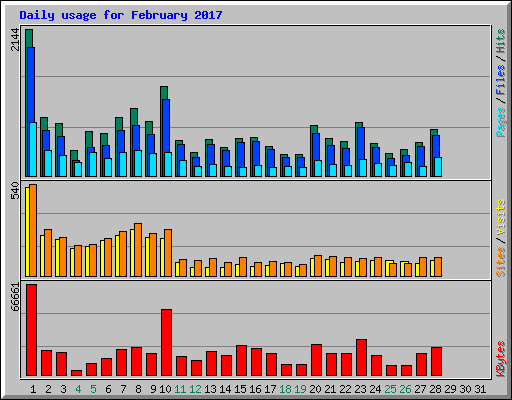 Daily usage for February 2017
2144
Pages / Files / Hits
540
Sites / Visits
66661
KBytes
1 2 3 4 5 6 7 8 9 10 11 12 13 14 15 16 17 18 19 20 21 22 23 24 25 26 27 28 29 30 31